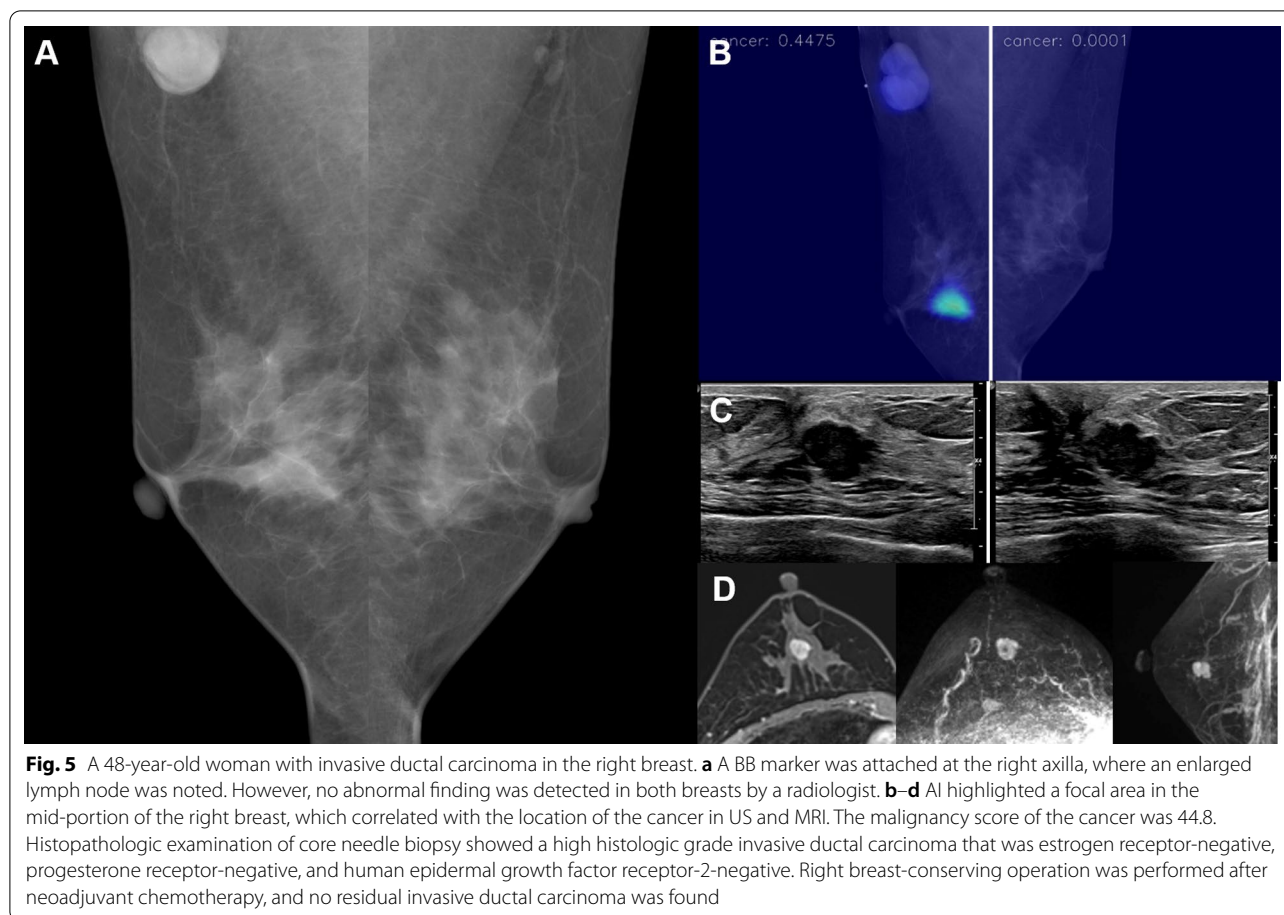 A
B
cancer: 0.4475
cancer: 0.0001
C
D
Fig. 5 A 48-year-old woman with invasive ductal carcinoma in the right breast. a A BB marker was attached at the right axilla, where an enlarged
lymph node was noted. However, no abnormal finding was detected in both breasts by a radiologist. b–d AI highlighted a focal area in the
mid-portion of the right breast, which correlated with the location of the cancer in US and MRI. The malignancy score of the cancer was 44.8.
Histopathologic examination of core needle biopsy showed a high histologic grade invasive ductal carcinoma that was estrogen receptor-negative,
progesterone receptor-negative, and human epidermal growth factor receptor-2-negative. Right breast-conserving operation was performed after
neoadjuvant chemotherapy, and no residual invasive ductal carcinoma was found